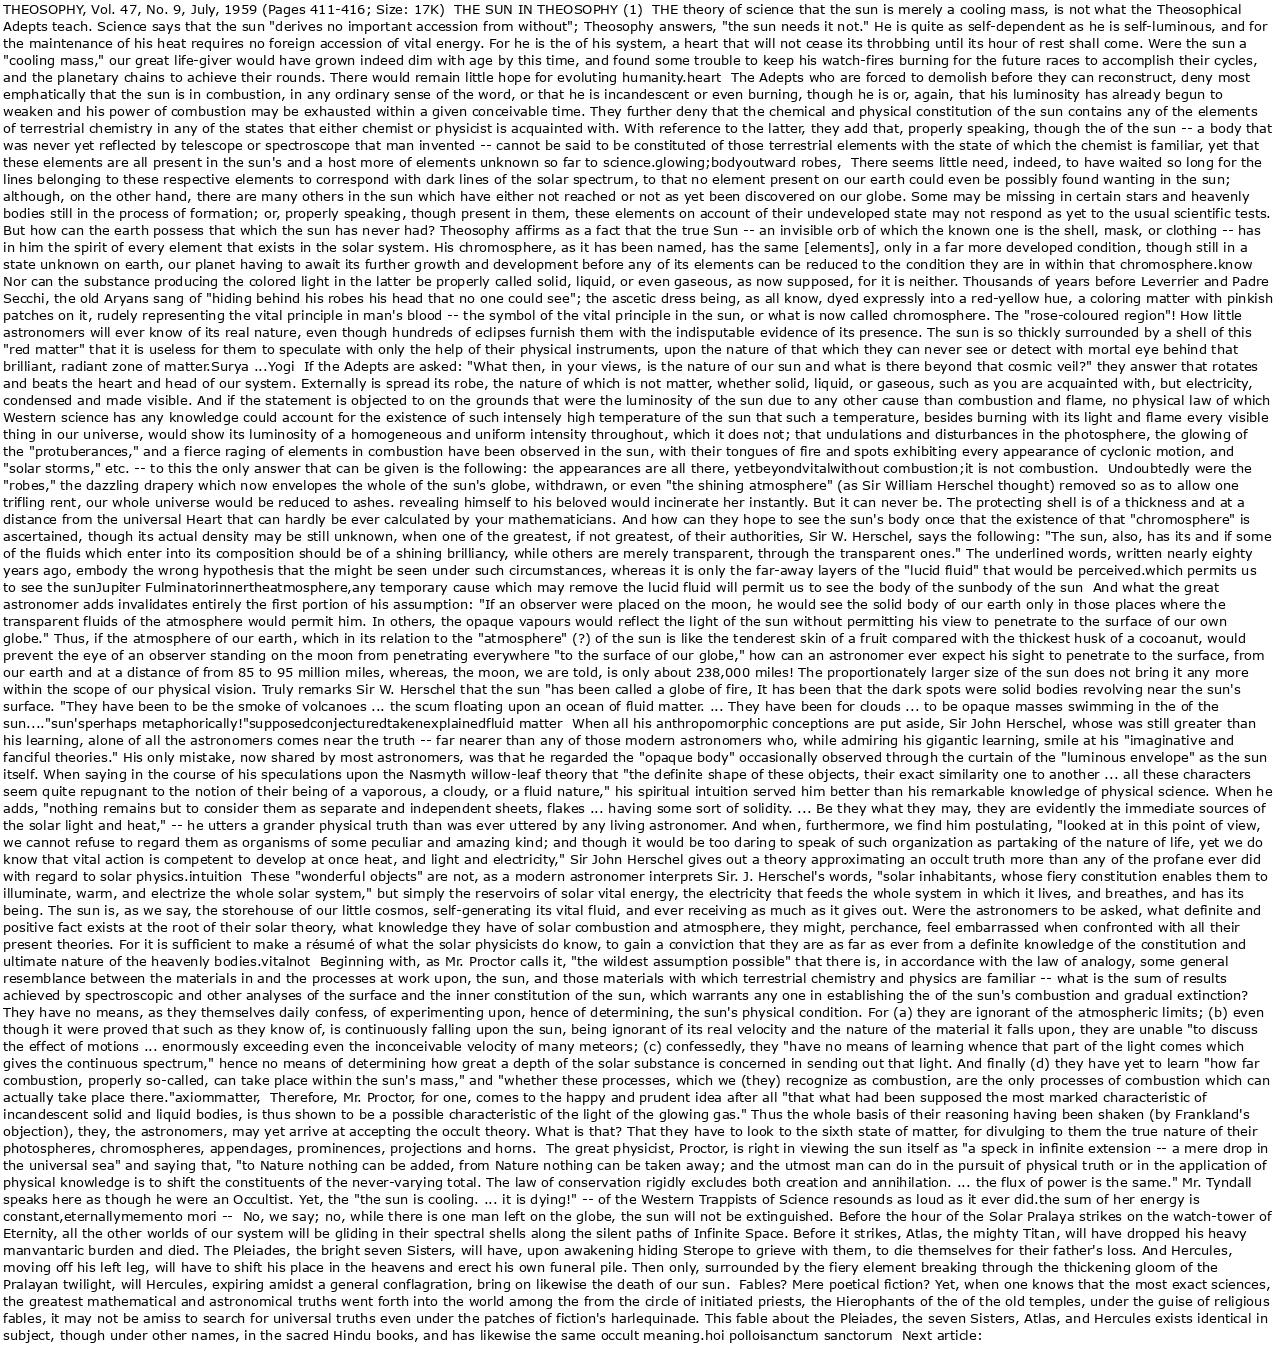 THEOSOPHY, Vol. 47, No. 9, July, 1959 (Pages 411-416; Size: 17K)  THE SUN IN THEOSOPHY (1)  THE theory of science that the sun is merely a cooling mass, is not what the Theosophical
Adepts teach. Science says that the sun "derives no important accession from without"; Theosophy answers, "the sun needs it not." He is quite as self-dependent as he is self-luminous, and for
the maintenance of his heat requires no foreign accession of vital energy. For he is the of his system, a heart that will not cease its throbbing until its hour of rest shall come. Were the sun a
"cooling mass," our great life-giver would have grown indeed dim with age by this time, and found some trouble to keep his watch-fires burning for the future races to accomplish their cycles,
and the planetary chains to achieve their rounds. There would remain little hope for evoluting humanity.heart  The Adepts who are forced to demolish before they can reconstruct, deny most
emphatically that the sun is in combustion, in any ordinary sense of the word, or that he is incandescent or even burning, though he is or, again, that his luminosity has already begun to
weaken and his power of combustion may be exhausted within a given conceivable time. They further deny that the chemical and physical constitution of the sun contains any of the elements
of terrestrial chemistry in any of the states that either chemist or physicist is acquainted with. With reference to the latter, they add that, properly speaking, though the of the sun -- a body that
was never yet reflected by telescope or spectroscope that man invented -- cannot be said to be constituted of those terrestrial elements with the state of which the chemist is familiar, yet that
these elements are all present in the sun's and a host more of elements unknown so far to science.glowing;bodyoutward robes,  There seems little need, indeed, to have waited so long for the
lines belonging to these respective elements to correspond with dark lines of the solar spectrum, to that no element present on our earth could even be possibly found wanting in the sun;
although, on the other hand, there are many others in the sun which have either not reached or not as yet been discovered on our globe. Some may be missing in certain stars and heavenly
bodies still in the process of formation; or, properly speaking, though present in them, these elements on account of their undeveloped state may not respond as yet to the usual scientific tests.
But how can the earth possess that which the sun has never had? Theosophy affirms as a fact that the true Sun -- an invisible orb of which the known one is the shell, mask, or clothing -- has
in him the spirit of every element that exists in the solar system. His chromosphere, as it has been named, has the same [elements], only in a far more developed condition, though still in a
state unknown on earth, our planet having to await its further growth and development before any of its elements can be reduced to the condition they are in within that chromosphere.know
Nor can the substance producing the colored light in the latter be properly called solid, liquid, or even gaseous, as now supposed, for it is neither. Thousands of years before Leverrier and Padre
Secchi, the old Aryans sang of "hiding behind his robes his head that no one could see"; the ascetic dress being, as all know, dyed expressly into a red-yellow hue, a coloring matter with pinkish
patches on it, rudely representing the vital principle in man's blood -- the symbol of the vital principle in the sun, or what is now called chromosphere. The "rose-coloured region"! How little
astronomers will ever know of its real nature, even though hundreds of eclipses furnish them with the indisputable evidence of its presence. The sun is so thickly surrounded by a shell of this
"red matter" that it is useless for them to speculate with only the help of their physical instruments, upon the nature of that which they can never see or detect with mortal eye behind that
brilliant, radiant zone of matter.Surya ...Yogi  If the Adepts are asked: "What then, in your views, is the nature of our sun and what is there beyond that cosmic veil?" they answer that rotates
and beats the heart and head of our system. Externally is spread its robe, the nature of which is not matter, whether solid, liquid, or gaseous, such as you are acquainted with, but electricity,
condensed and made visible. And if the statement is objected to on the grounds that were the luminosity of the sun due to any other cause than combustion and flame, no physical law of which
Western science has any knowledge could account for the existence of such intensely high temperature of the sun that such a temperature, besides burning with its light and flame every visible
thing in our universe, would show its luminosity of a homogeneous and uniform intensity throughout, which it does not; that undulations and disturbances in the photosphere, the glowing of
the "protuberances," and a fierce raging of elements in combustion have been observed in the sun, with their tongues of fire and spots exhibiting every appearance of cyclonic motion, and
"solar storms," etc. -- to this the only answer that can be given is the following: the appearances are all there, yetbeyondvitalwithout combustion;it is not combustion.  Undoubtedly were the
"robes," the dazzling drapery which now envelopes the whole of the sun's globe, withdrawn, or even "the shining atmosphere" (as Sir William Herschel thought) removed so as to allow one
trifling rent, our whole universe would be reduced to ashes. revealing himself to his beloved would incinerate her instantly. But it can never be. The protecting shell is of a thickness and at a
distance from the universal Heart that can hardly be ever calculated by your mathematicians. And how can they hope to see the sun's body once that the existence of that "chromosphere" is
ascertained, though its actual density may be still unknown, when one of the greatest, if not greatest, of their authorities, Sir W. Herschel, says the following: "The sun, also, has its and if some
of the fluids which enter into its composition should be of a shining brilliancy, while others are merely transparent, through the transparent ones." The underlined words, written nearly eighty
years ago, embody the wrong hypothesis that the might be seen under such circumstances, whereas it is only the far-away layers of the "lucid fluid" that would be perceived.which permits us
to see the sunJupiter Fulminatorinnertheatmosphere,any temporary cause which may remove the lucid fluid will permit us to see the body of the sunbody of the sun  And what the great
astronomer adds invalidates entirely the first portion of his assumption: "If an observer were placed on the moon, he would see the solid body of our earth only in those places where the
transparent fluids of the atmosphere would permit him. In others, the opaque vapours would reflect the light of the sun without permitting his view to penetrate to the surface of our own
globe." Thus, if the atmosphere of our earth, which in its relation to the "atmosphere" (?) of the sun is like the tenderest skin of a fruit compared with the thickest husk of a cocoanut, would
prevent the eye of an observer standing on the moon from penetrating everywhere "to the surface of our globe," how can an astronomer ever expect his sight to penetrate to the surface, from
our earth and at a distance of from 85 to 95 million miles, whereas, the moon, we are told, is only about 238,000 miles! The proportionately larger size of the sun does not bring it any more
within the scope of our physical vision. Truly remarks Sir W. Herschel that the sun "has been called a globe of fire, It has been that the dark spots were solid bodies revolving near the sun's
surface. "They have been to be the smoke of volcanoes ... the scum floating upon an ocean of fluid matter. ... They have been for clouds ... to be opaque masses swimming in the of the
sun...."sun'sperhaps metaphorically!"supposedconjecturedtakenexplainedfluid matter  When all his anthropomorphic conceptions are put aside, Sir John Herschel, whose was still greater than
his learning, alone of all the astronomers comes near the truth -- far nearer than any of those modern astronomers who, while admiring his gigantic learning, smile at his "imaginative and
fanciful theories." His only mistake, now shared by most astronomers, was that he regarded the "opaque body" occasionally observed through the curtain of the "luminous envelope" as the sun
itself. When saying in the course of his speculations upon the Nasmyth willow-leaf theory that "the definite shape of these objects, their exact similarity one to another ... all these characters
seem quite repugnant to the notion of their being of a vaporous, a cloudy, or a fluid nature," his spiritual intuition served him better than his remarkable knowledge of physical science. When he
adds, "nothing remains but to consider them as separate and independent sheets, flakes ... having some sort of solidity. ... Be they what they may, they are evidently the immediate sources of
the solar light and heat," -- he utters a grander physical truth than was ever uttered by any living astronomer. And when, furthermore, we find him postulating, "looked at in this point of view,
we cannot refuse to regard them as organisms of some peculiar and amazing kind; and though it would be too daring to speak of such organization as partaking of the nature of life, yet we do
know that vital action is competent to develop at once heat, and light and electricity," Sir John Herschel gives out a theory approximating an occult truth more than any of the profane ever did
with regard to solar physics.intuition  These "wonderful objects" are not, as a modern astronomer interprets Sir. J. Herschel's words, "solar inhabitants, whose fiery constitution enables them to
illuminate, warm, and electrize the whole solar system," but simply the reservoirs of solar vital energy, the electricity that feeds the whole system in which it lives, and breathes, and has its
being. The sun is, as we say, the storehouse of our little cosmos, self-generating its vital fluid, and ever receiving as much as it gives out. Were the astronomers to be asked, what definite and
positive fact exists at the root of their solar theory, what knowledge they have of solar combustion and atmosphere, they might, perchance, feel embarrassed when confronted with all their
present theories. For it is sufficient to make a résumé of what the solar physicists do know, to gain a conviction that they are as far as ever from a definite knowledge of the constitution and
ultimate nature of the heavenly bodies.vitalnot  Beginning with, as Mr. Proctor calls it, "the wildest assumption possible" that there is, in accordance with the law of analogy, some general
resemblance between the materials in and the processes at work upon, the sun, and those materials with which terrestrial chemistry and physics are familiar -- what is the sum of results
achieved by spectroscopic and other analyses of the surface and the inner constitution of the sun, which warrants any one in establishing the of the sun's combustion and gradual extinction?
They have no means, as they themselves daily confess, of experimenting upon, hence of determining, the sun's physical condition. For (a) they are ignorant of the atmospheric limits; (b) even
though it were proved that such as they know of, is continuously falling upon the sun, being ignorant of its real velocity and the nature of the material it falls upon, they are unable "to discuss
the effect of motions ... enormously exceeding even the inconceivable velocity of many meteors; (c) confessedly, they "have no means of learning whence that part of the light comes which
gives the continuous spectrum," hence no means of determining how great a depth of the solar substance is concerned in sending out that light. And finally (d) they have yet to learn "how far
combustion, properly so-called, can take place within the sun's mass," and "whether these processes, which we (they) recognize as combustion, are the only processes of combustion which can
actually take place there."axiommatter,  Therefore, Mr. Proctor, for one, comes to the happy and prudent idea after all "that what had been supposed the most marked characteristic of
incandescent solid and liquid bodies, is thus shown to be a possible characteristic of the light of the glowing gas." Thus the whole basis of their reasoning having been shaken (by Frankland's
objection), they, the astronomers, may yet arrive at accepting the occult theory. What is that? That they have to look to the sixth state of matter, for divulging to them the true nature of their
photospheres, chromospheres, appendages, prominences, projections and horns.  The great physicist, Proctor, is right in viewing the sun itself as "a speck in infinite extension -- a mere drop in
the universal sea" and saying that, "to Nature nothing can be added, from Nature nothing can be taken away; and the utmost man can do in the pursuit of physical truth or in the application of
physical knowledge is to shift the constituents of the never-varying total. The law of conservation rigidly excludes both creation and annihilation. ... the flux of power is the same." Mr. Tyndall
speaks here as though he were an Occultist. Yet, the "the sun is cooling. ... it is dying!" -- of the Western Trappists of Science resounds as loud as it ever did.the sum of her energy is
constant,eternallymemento mori --  No, we say; no, while there is one man left on the globe, the sun will not be extinguished. Before the hour of the Solar Pralaya strikes on the watch-tower of
Eternity, all the other worlds of our system will be gliding in their spectral shells along the silent paths of Infinite Space. Before it strikes, Atlas, the mighty Titan, will have dropped his heavy
manvantaric burden and died. The Pleiades, the bright seven Sisters, will have, upon awakening hiding Sterope to grieve with them, to die themselves for their father's loss. And Hercules,
moving off his left leg, will have to shift his place in the heavens and erect his own funeral pile. Then only, surrounded by the fiery element breaking through the thickening gloom of the
Pralayan twilight, will Hercules, expiring amidst a general conflagration, bring on likewise the death of our sun.  Fables? Mere poetical fiction? Yet, when one knows that the most exact sciences,
the greatest mathematical and astronomical truths went forth into the world among the from the circle of initiated priests, the Hierophants of the of the old temples, under the guise of religious
fables, it may not be amiss to search for universal truths even under the patches of fiction's harlequinade. This fable about the Pleiades, the seven Sisters, Atlas, and Hercules exists identical in
subject, though under other names, in the sacred Hindu books, and has likewise the same occult meaning.hoi polloisanctum sanctorum  Next article: